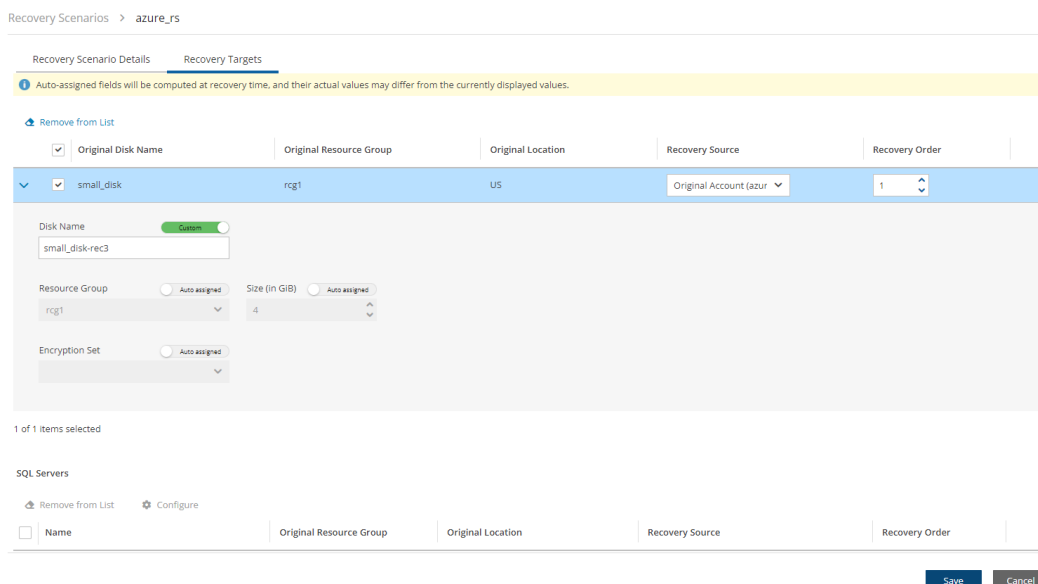 Recovery Scenarios > azure_rs
Recovery Scenario Details Recovery Targets
Auto-assigned fields will be computed at recovery time, and their actual values may differ from the currently displayed values.
Remove from List
Original Disk Name Original Resource Group Original Location Recovery Source Recovery Order
small_disk rcg1 US Original Account (azur 1
Disk Name Custom
small_disk-rec3
Resource Group Auto assigned Size (in GiB) Auto assigned
rcg1 4
Encryption Set Auto assigned
1 of 1 items selected
SQL Servers
Remove from List Configure
Name Original Resource Group Original Location Recovery Source Recovery Order
Save Cancel